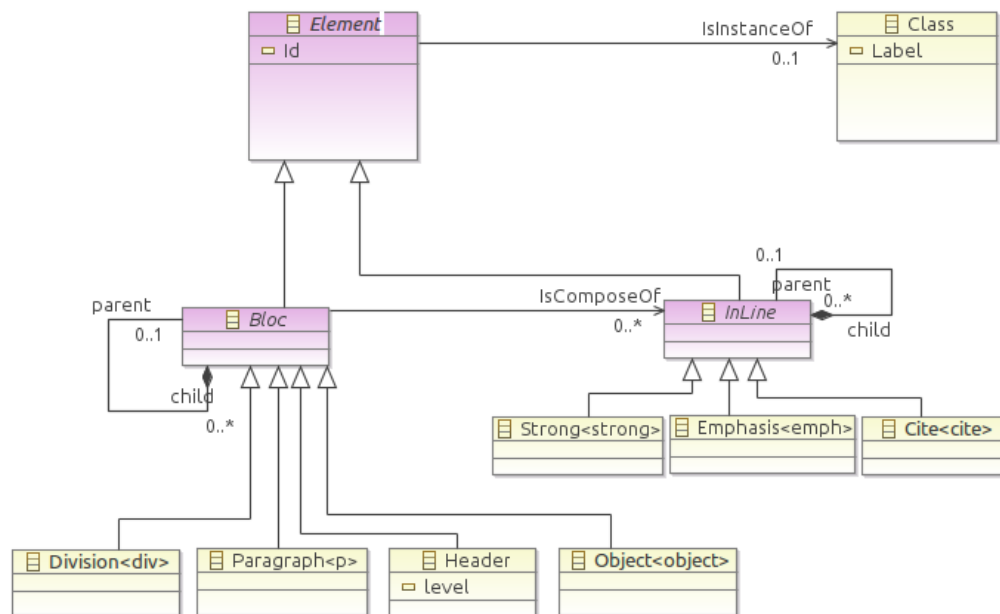 Element
Id
IsInstanceOf
0..1
Class
Label
parent
0..1
Bloc
child
0..*
IsComposeOf
0..*
0..1
parent
0..*
InLine
child
Strong<strong>
Emphasis<emph>
Cite<cite>
Division<div>
Paragraph<p>
Header
level
Object<object>